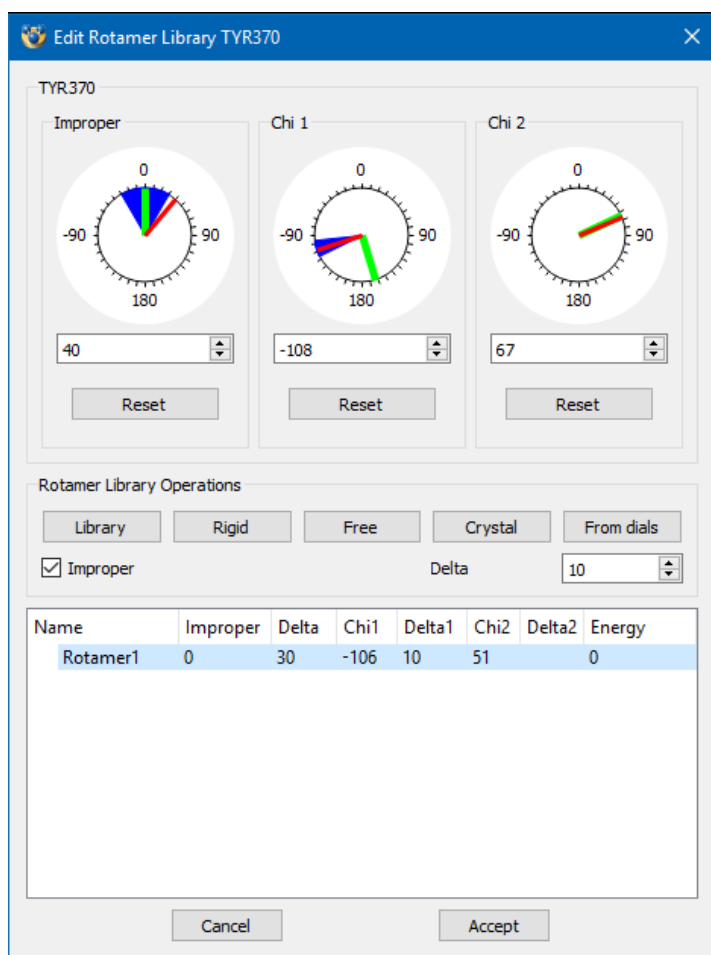 Edit Rotamer Library TYR370
TYR370
Improper Chi 1 Chi 2
0 0 0
-90 90 -90 90 -90 90
180 180 180
40 -108 67
Reset Reset Reset
Rotamer Library Operations
Library Rigid Free Crystal From dials
Improper Delta 10
Name Improper Delta Chi1 Delta1 Chi2 Delta2 Energy
Rotamer1 0 30 -106 10 51 0
Cancel Accept